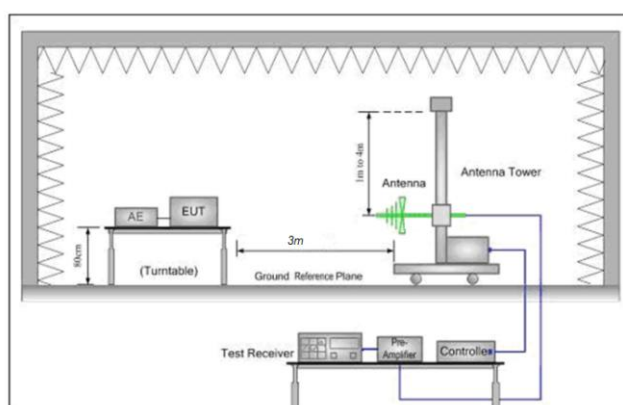 1m to 4m
Antenna Tower
Antenna
AE
EUT
3m
80cm
(Turntable)
Ground Reference Plane
Test Receiver
Pre-
Amplifier
Controller